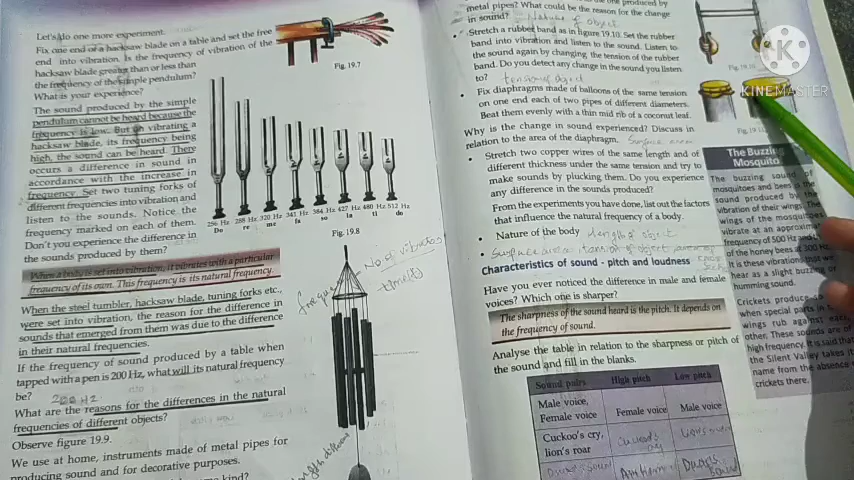 Let's do one more experiment.
Fix one end of a hacksaw blade on a table and set the free
end into vibration. Is the frequency of vibration of the
hacksaw blade greater than or less than
the frequency of the simple pendulum?
What is your experience?
The sound produced by the simple
pendulum cannot be heard because the
frequency is low. But on vibrating a
hacksaw blade, its frequency being
high, the sound can be heard. There
occurs a difference in sound in
accordance with the increase in
frequency. Set two tuning forks of
different frequencies into vibration and
listen to the sounds. Notice the
frequency marked on each of them.
Don't you experience the difference in
the sounds produced by them?
Fig. 19.7
256 Hz 288 Hz 320 Hz 341 Hz 384 Hz 427 Hz 480 Hz 512 Hz
Do re me fa so la ti do
Fig. 19.8
When a body is set into vibration, it vibrates with a particular
frequency of its own. This frequency is its natural frequency.
When the steel tumbler, hacksaw blade, tuning forks etc.,
were set into vibration, the reason for the difference in
sounds that emerged from them was due to the difference
in their natural frequencies.
If the frequency of sound produced by a table when
tapped with a pen is 200 Hz, what will its natural frequency
be? 200 Hz
What are the reasons for the differences in the natural
frequencies of different objects?
Observe figure 19.9.
We use at home, instruments made of metal pipes for
producing sound and for decorative purposes.
No. of vibrations
time(t)
metal pipes? What could be the reason for the change
in sound? Nature of object
• Stretch a rubber band as in figure 19.10. Set the rubber
band into vibration and listen to the sound. Listen to
the sound again by changing the tension of the rubber
band. Do you detect any change in the sound you listen
to? tension of object
• Fix diaphragms made of balloons of the same tension
on one end each of two pipes of different diameters.
Beat them evenly with a thin mid rib of a coconut leaf.
Why is the change in sound experienced? Discuss in
relation to the area of the diaphragm. Surface area
• Stretch two copper wires of the same length and of
different thickness under the same tension and try to
make sounds by plucking them. Do you experience
any difference in the sounds produced?
From the experiments you have done, list out the factors
that influence the natural frequency of a body.
• Nature of the body length of object
• Surface area, tension of object
Characteristics of sound - pitch and loudness
Have you ever noticed the difference in male and female
voices? Which one is sharper?
The sharpness of the sound heard is the pitch. It depends on
the frequency of sound.
Analyse the table in relation to the sharpness or pitch of
the sound and fill in the blanks.
Sound pairs High pitch Low pitch
Male voice,
Female voice Female voice Male voice
Cuckoo's cry,
lion's roar Cuckoo's cry
KINEMASTER
The Buzzing
Mosquito
The buzzing sound of
mosquitoes and bees is
sound produced by the
vibration of their wings. The
wings of the mosquitoes
vibrate at an approximate
frequency of 500 Hz and
of the honey bees at 300 Hz.
It is these vibrations that we
hear as a slight buzzing or
humming sound.
Crickets produce
when special parts in
wings rub against each
other. These sounds are of
high frequency. It is said that
the Silent Valley takes its
name from the absence of
crickets there.